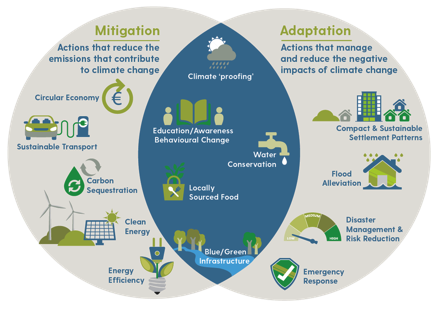 Mitigation
Actions that reduce the
emissions that contribute
to climate change
Adaptation
Actions that manage
and reduce the negative
impacts of climate change
Climate ‘proofing’
Circular Economy
€
Sustainable Transport
Education/Awareness
Behavioural Change
Compact & Sustainable
Settlement Patterns
Water
Conservation
Carbon
Sequestration
Locally
Sourced Food
Flood
Alleviation
Clean
Energy
Disaster
Management &
Risk Reduction
Blue/Green
Infrastructure
Energy
Efficiency
Emergency
Response